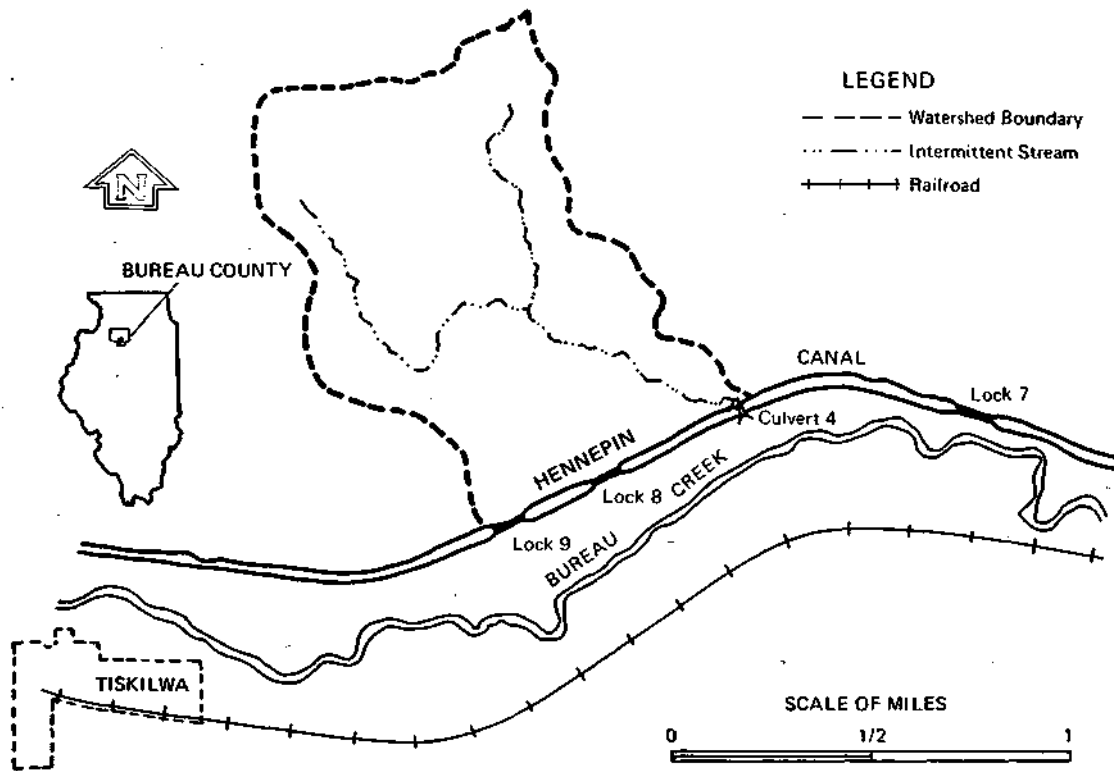 LEGEND
Watershed Boundary
Intermittent Stream
Railroad
N
BUREAU COUNTY
CANAL
Lock 7
Culvert 4
HENNEPIN
Lock 8
CREEK
Lock 9
BUREAU
TISKILWA
SCALE OF MILES
0 1/2 1